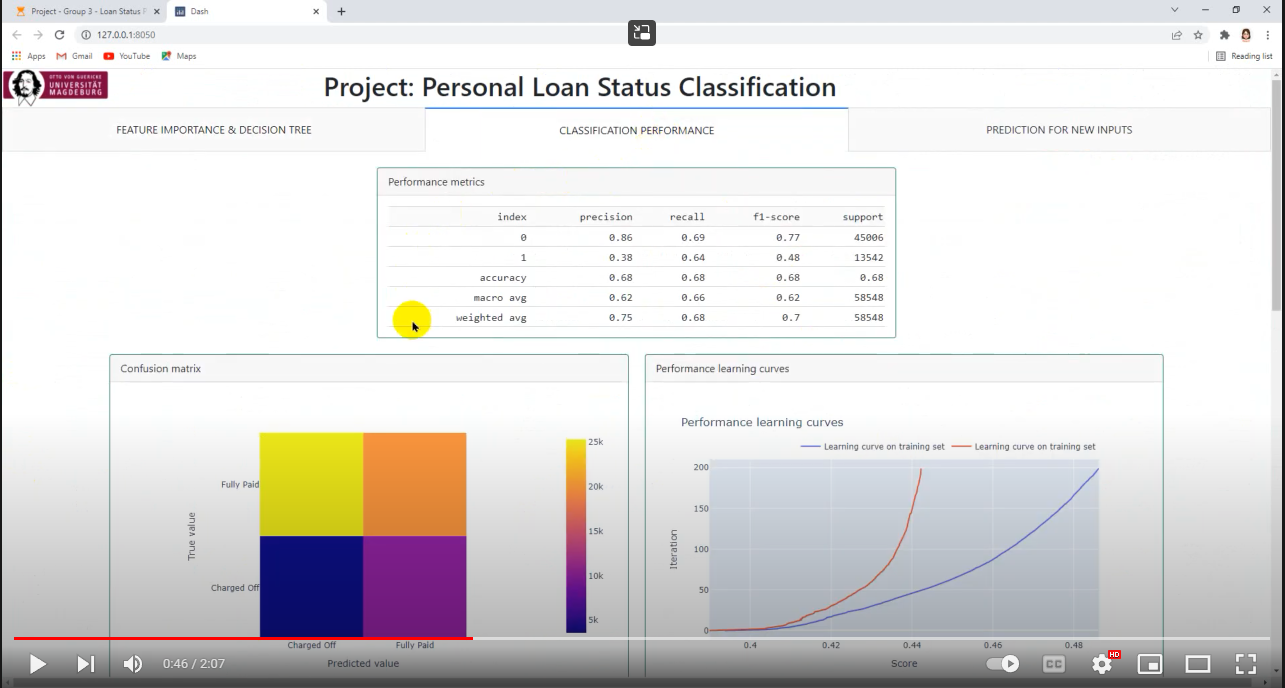 Project - Group 3 - Loan Status P
Dash
127.0.0.1:8050
Apps Gmail YouTube Maps Reading list
OTTO VON GUERICKE
UNIVERSITÄT
MAGDEBURG
Project: Personal Loan Status Classification
FEATURE IMPORTANCE & DECISION TREE
CLASSIFICATION PERFORMANCE
PREDICTION FOR NEW INPUTS
Performance metrics
index precision recall f1-score support
0 0.86 0.69 0.77 45006
1 0.38 0.64 0.48 13542
accuracy 0.68 0.68 0.68 0.68
macro avg 0.62 0.66 0.62 58548
weighted avg 0.75 0.68 0.7 58548
Confusion matrix
True value
Fully Paid
Charged Off
Charged Off Fully Paid
Predicted value
25k
20k
15k
10k
5k
Performance learning curves
Performance learning curves
Learning curve on training set Learning curve on training set
Iteration
200
150
100
50
0
0.4 0.42 0.44 0.46 0.48
Score
0:46 / 2:07
CC
HD